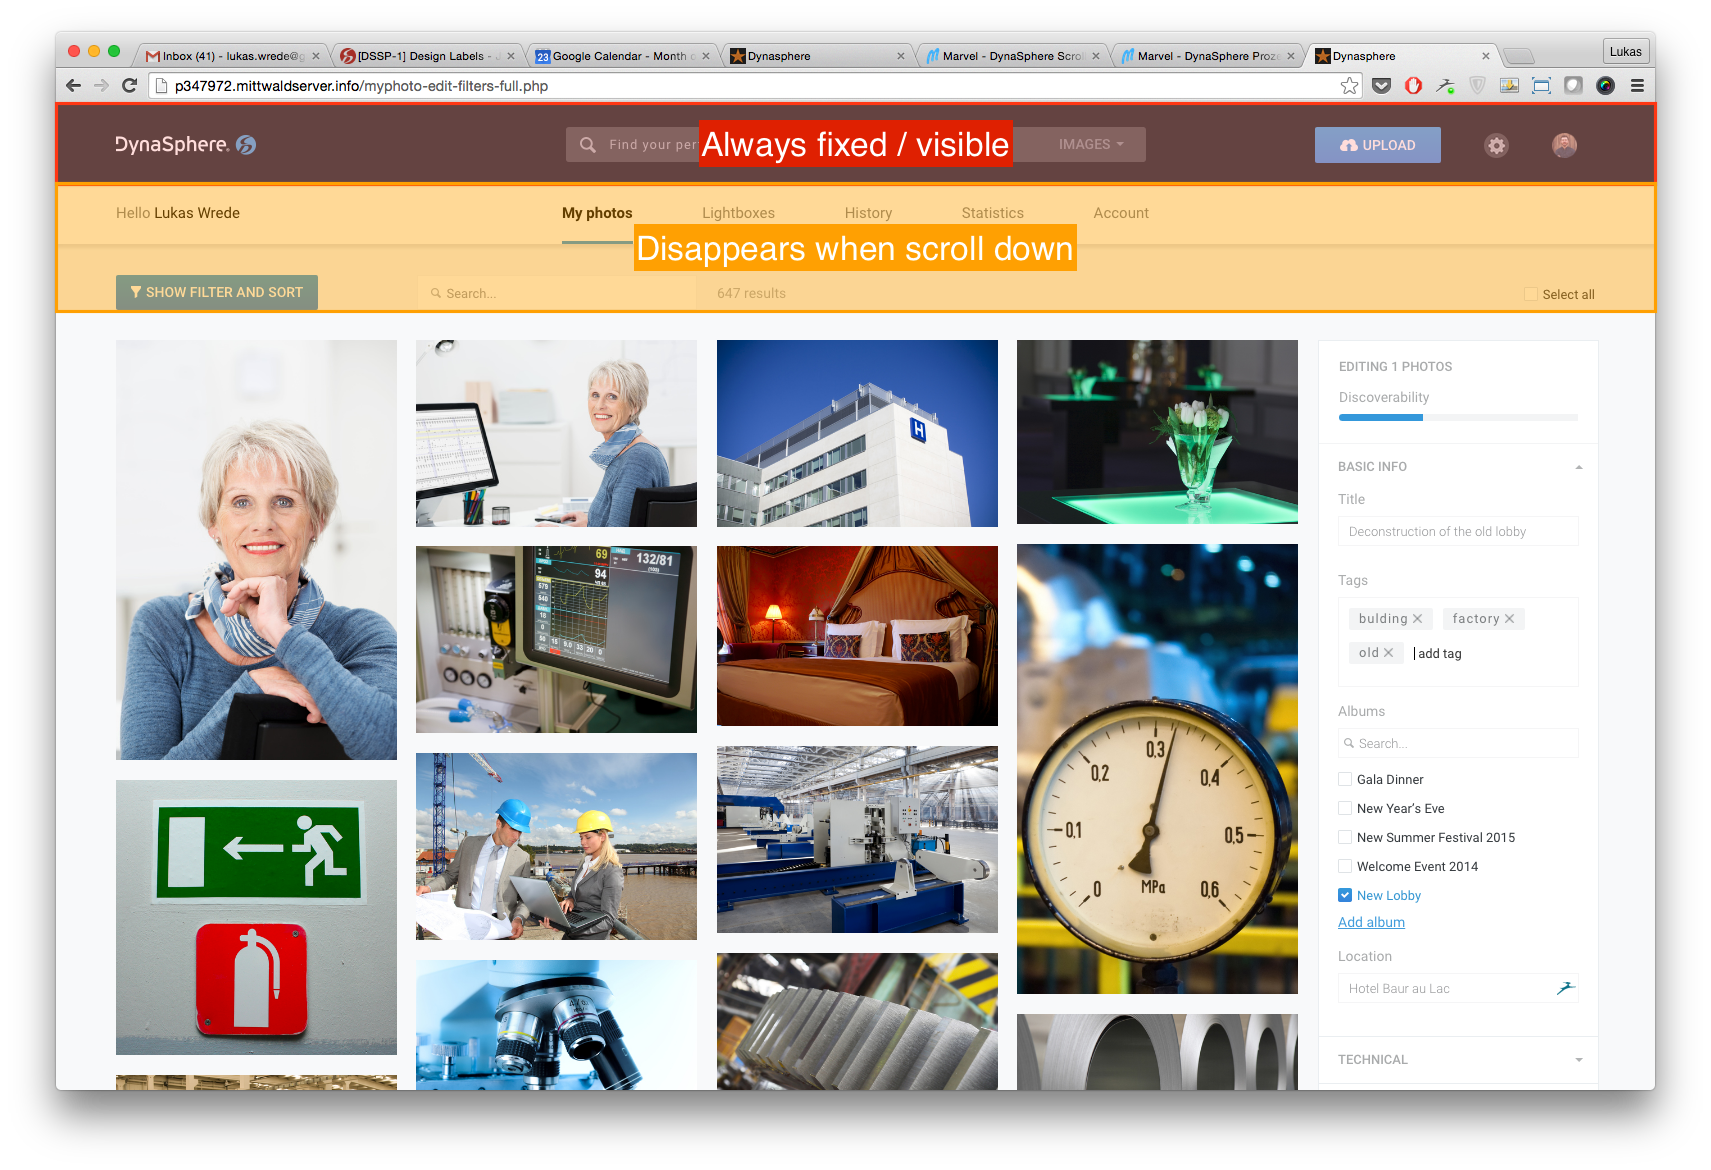 Inbox (41) - lukas.wrede@g
[DSSP-1] Design Labels - J
Google Calendar - Month o
Dynasphere
Marvel - DynaSphere Scrol
Marvel - DynaSphere Proze
Dynasphere
Lukas
p347972.mittwaldserver.info/myphoto-edit-filters-full.php
DynaSphere.
Find your per
Always fixed / visible
IMAGES
UPLOAD
Hello Lukas Wrede
My photos
Lightboxes
History
Statistics
Account
Disappears when scroll down
SHOW FILTER AND SORT
Search...
647 results
Select all
EDITING 1 PHOTOS
Discoverability
BASIC INFO
Title
Deconstruction of the old lobby
Tags
bulding
factory
old
add tag
Albums
Search...
Gala Dinner
New Year's Eve
New Summer Festival 2015
Welcome Event 2014
New Lobby
Add album
Location
Hotel Baur au Lac
TECHNICAL
H
69
132/81
94
0,3
0,2
0,4
0,1
0,5
0
MPa
0,6